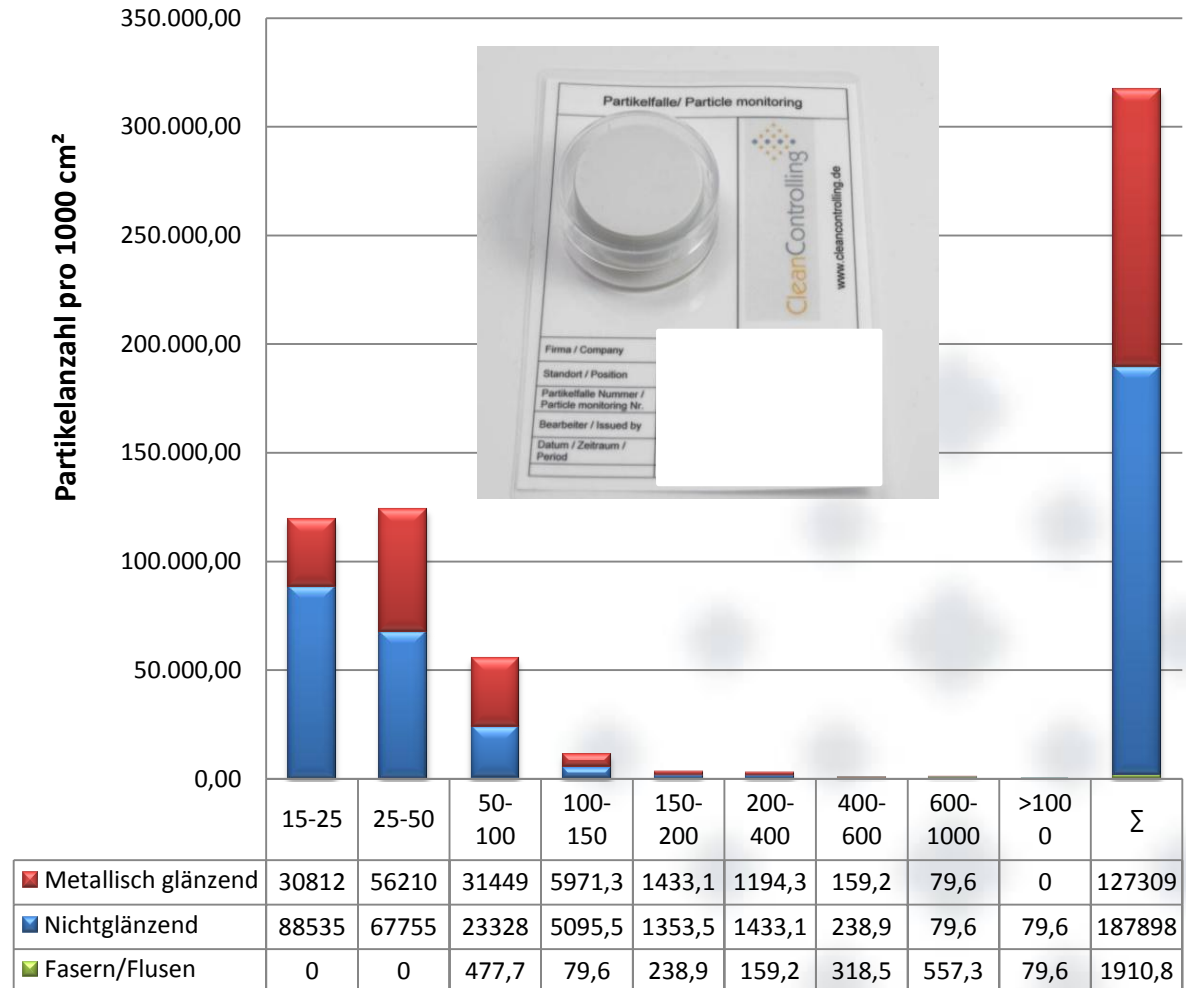 350.000,00
300.000,00
250.000,00
200.000,00
150.000,00
100.000,00
50.000,00
0,00
Partikelanzahl pro 1000 cm²
Partikelfalle/ Particle monitoring
CleanControlling
www.cleancontrolling.de
Firma / Company
Standort / Position
Partikelfalle Nummer /
Particle monitoring Nr.
Bearbeiter / Issued by
Datum / Zeitraum /
Period
15-25 25-50 50- 100- 150- 200- 400- 600- >100 Σ
100 150 200 400 600 1000 0
Metallisch glänzend 30812 56210 31449 5971,3 1433,1 1194,3 159,2 79,6 0 127309
Nichtglänzend 88535 67755 23328 5095,5 1353,5 1433,1 238,9 79,6 79,6 187898
Fasern/Flusen 0 0 477,7 79,6 238,9 159,2 318,5 557,3 79,6 1910,8